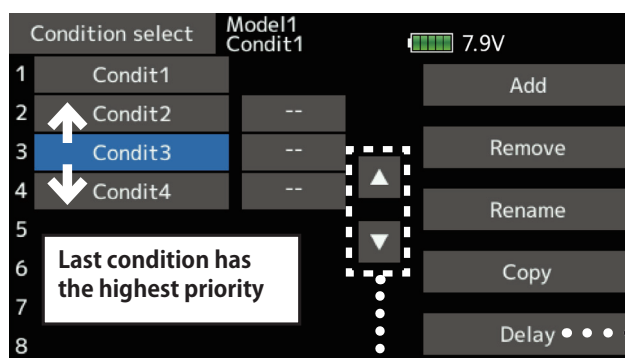 Condition select
Model1
Condit1
7.9V
1 Condit1
2 Condit2 --
3 Condit3 --
4 Condit4 --
5
6
7
8
▲
▼
Last condition has
the highest priority
Add
Remove
Rename
Copy
Delay